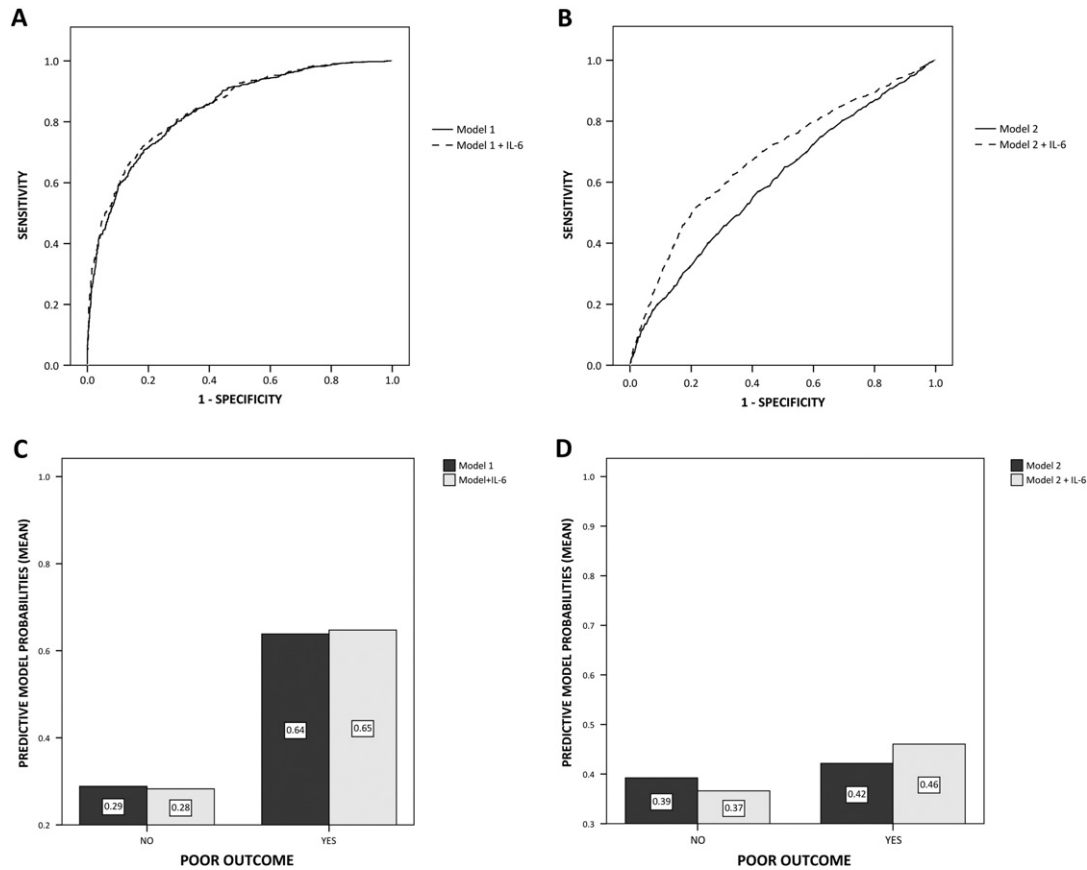 A
SENSITIVITY
1.0
0.8
0.6
0.4
0.2
0.0
0.0 0.2 0.4 0.6 0.8 1.0
1 - SPECIFICITY
Model 1
Model 1 + IL-6
B
SENSITIVITY
1.0
0.8
0.6
0.4
0.2
0.0
0.0 0.2 0.4 0.6 0.8 1.0
1 - SPECIFICITY
Model 2
Model 2 + IL-6
C
PREDICTIVE MODEL PROBABILITIES (MEAN)
1.0
0.8
0.6
0.4
0.2
0.29 0.28 0.64 0.65
NO YES
POOR OUTCOME
Model 1
Model+IL-6
D
PREDICTIVE MODEL PROBABILITIES (MEAN)
1.0
0.9
0.8
0.7
0.6
0.5
0.4
0.3
0.39 0.37 0.42 0.46
NO YES
POOR OUTCOME
Model 2
Model 2 + IL-6